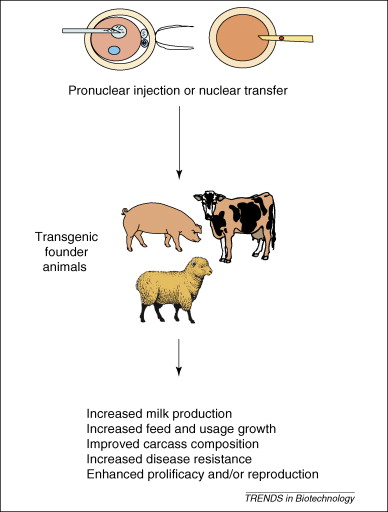 Pronuclear injection or nuclear transfer
Transgenic
founder
animals
Increased milk production
Increased feed and usage growth
Improved carcass composition
Increased disease resistance
Enhanced prolificacy and/or reproduction
TRENDS in Biotechnology